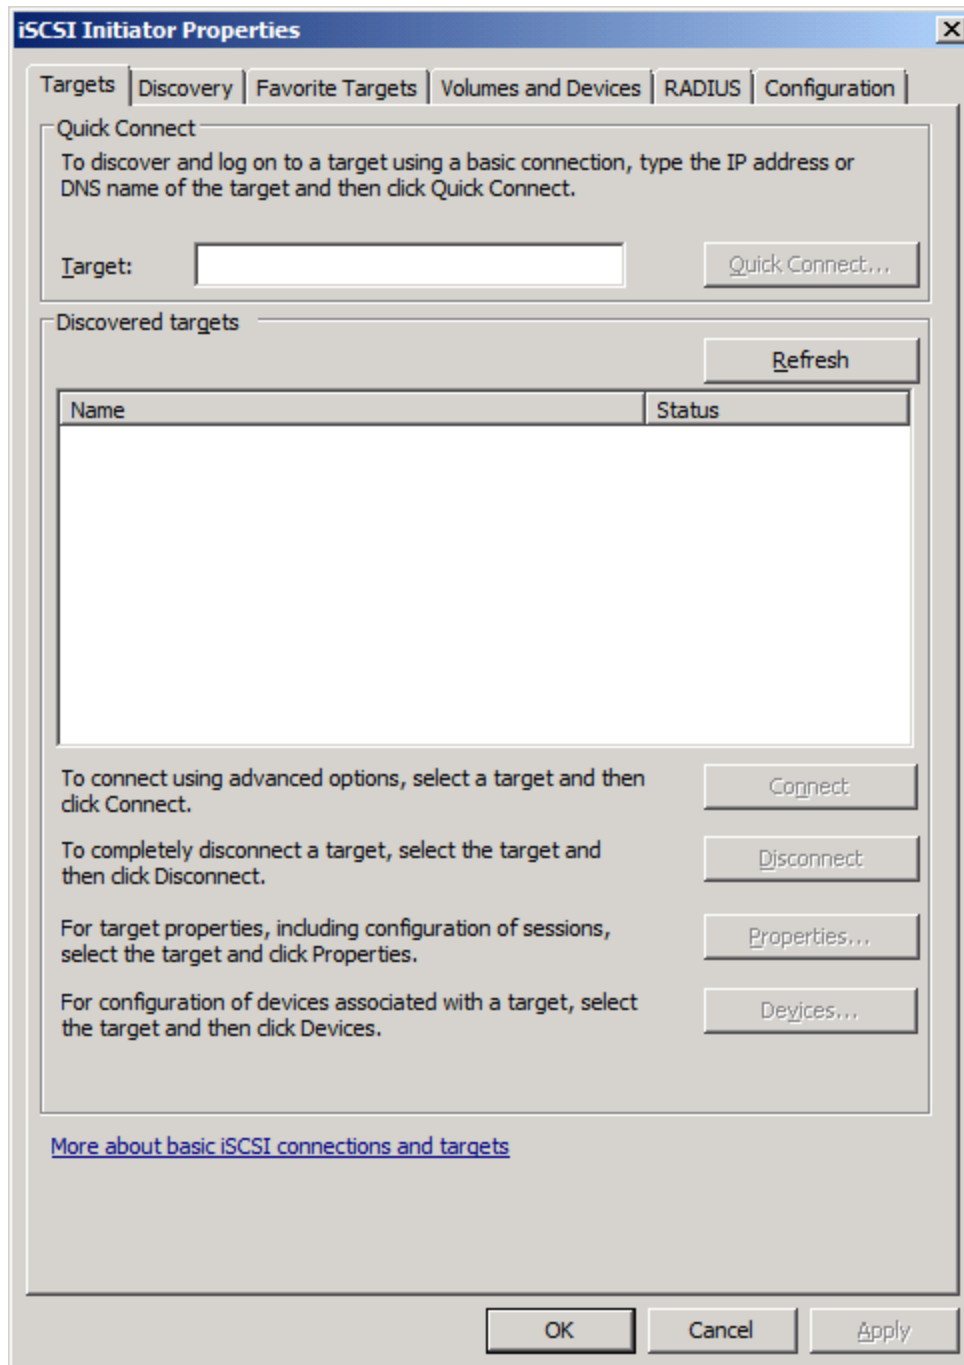 iSCSI Initiator Properties
Targets Discovery Favorite Targets Volumes and Devices RADIUS Configuration
Quick Connect
To discover and log on to a target using a basic connection, type the IP address or
DNS name of the target and then click Quick Connect.
Target:
Quick Connect...
Discovered targets
Refresh
Name Status
To connect using advanced options, select a target and then
click Connect.
Connect
To completely disconnect a target, select the target and
then click Disconnect.
Disconnect
For target properties, including configuration of sessions,
select the target and click Properties.
Properties...
For configuration of devices associated with a target, select
the target and then click Devices.
Devices...
More about basic iSCSI connections and targets
OK Cancel Apply